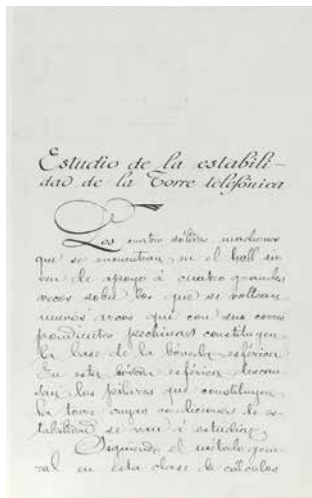 Estudio de la estabili-
dad de la Torre telefónica
Los cuatro sólidos machones
que se encuentran en el hall sir-
ven de apoyo á cuatro grandes
arcos sobre los que se voltean
nuevos arcos que con sus corres
pondientes pechinas constituyen
la base de la bóveda esférica
En esta bóveda esférica descan-
san los pilares que constituyen
la torre cuyas condiciones de es-
tabilidad se van á estudiar.
Siguiendo el método gene-
ral en esta clase de cálculos